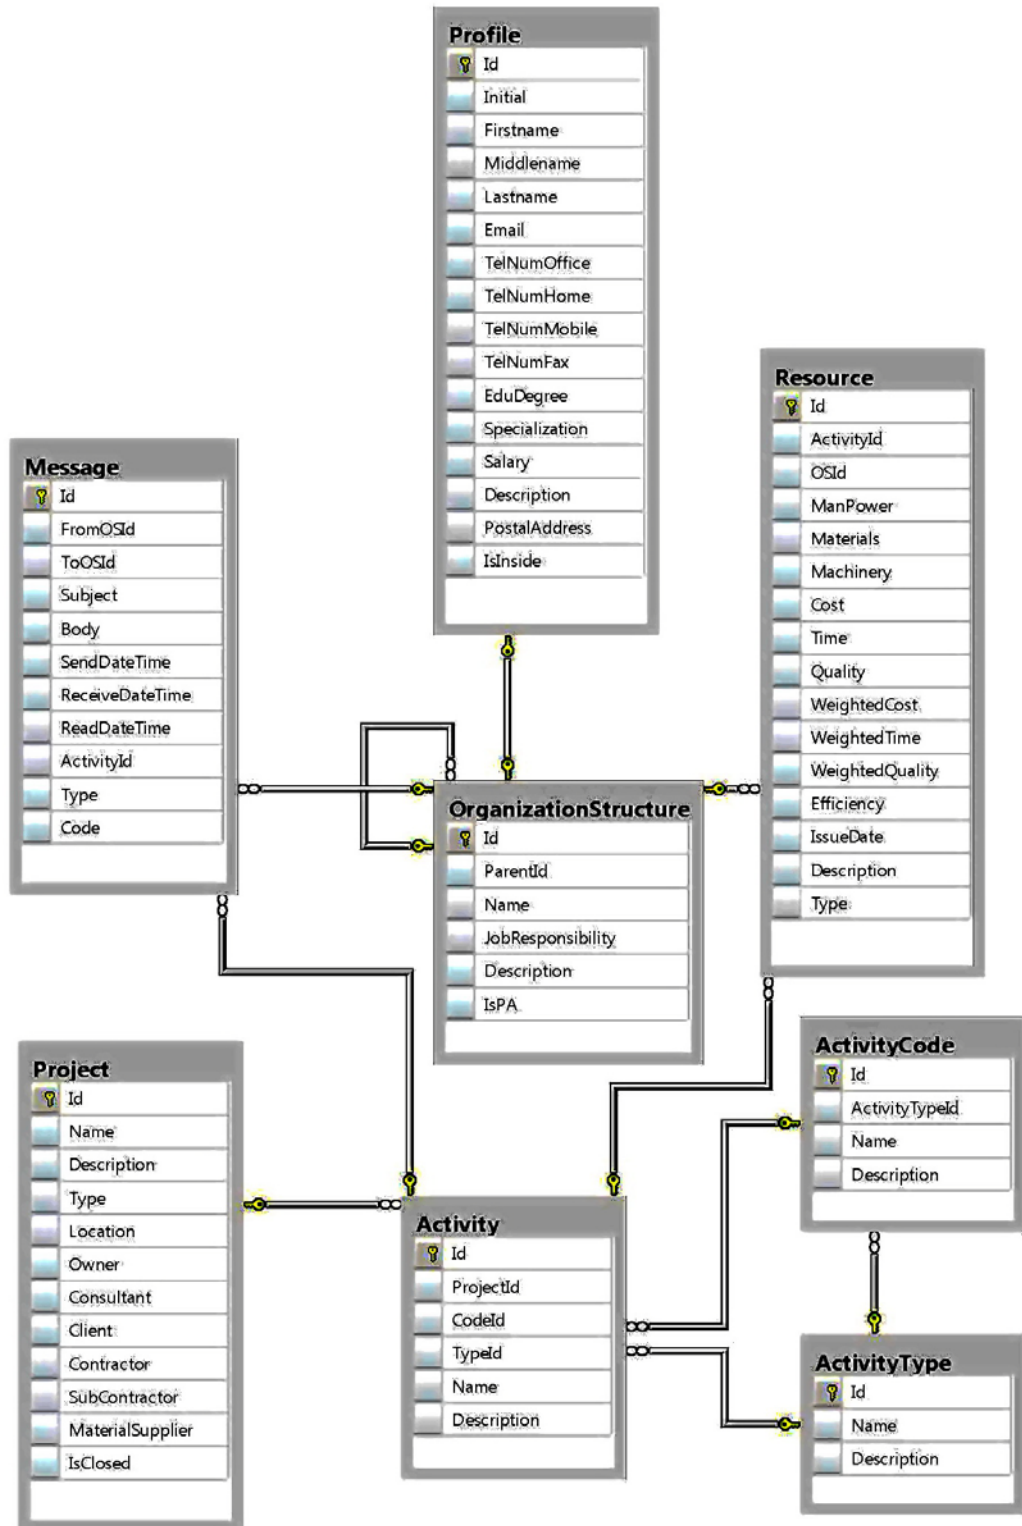 Profile
Id
Initial
Firstname
Middlename
Lastname
Email
TelNumOffice
TelNumHome
TelNumMobile
TelNumFax
EduDegree
Specialization
Salary
Description
PostalAddress
IsInside
Message
Id
FromOSId
ToOSId
Subject
Body
SendDateTime
ReceiveDateTime
ReadDateTime
ActivityId
Type
Code
OrganizationStructure
Id
ParentId
Name
JobResponsibility
Description
IsPA
Resource
Id
ActivityId
OSId
ManPower
Materials
Machinery
Cost
Time
Quality
WeightedCost
WeightedTime
WeightedQuality
Efficiency
IssueDate
Description
Type
Project
Id
Name
Description
Type
Location
Owner
Consultant
Client
Contractor
SubContractor
MaterialSupplier
IsClosed
Activity
Id
ProjectId
CodeId
TypeId
Name
Description
ActivityCode
Id
ActivityTypeId
Name
Description
ActivityType
Id
Name
Description